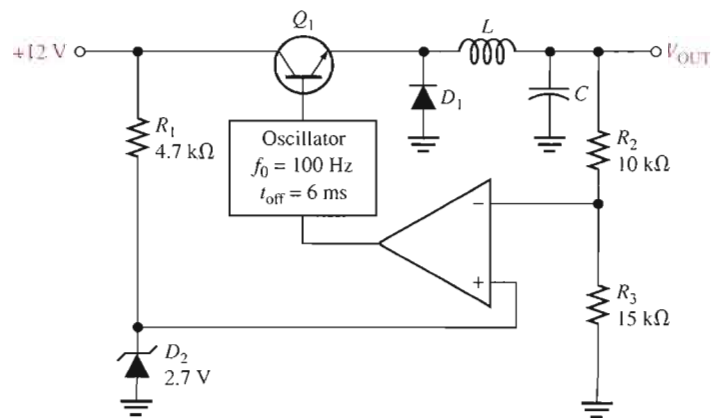 Q1
L
+12 V
VOUT
D1
C
R1
4.7 kΩ
Oscillator
f0 = 100 Hz
toff = 6 ms
R2
10 kΩ
−
+
R3
15 kΩ
D2
2.7 V